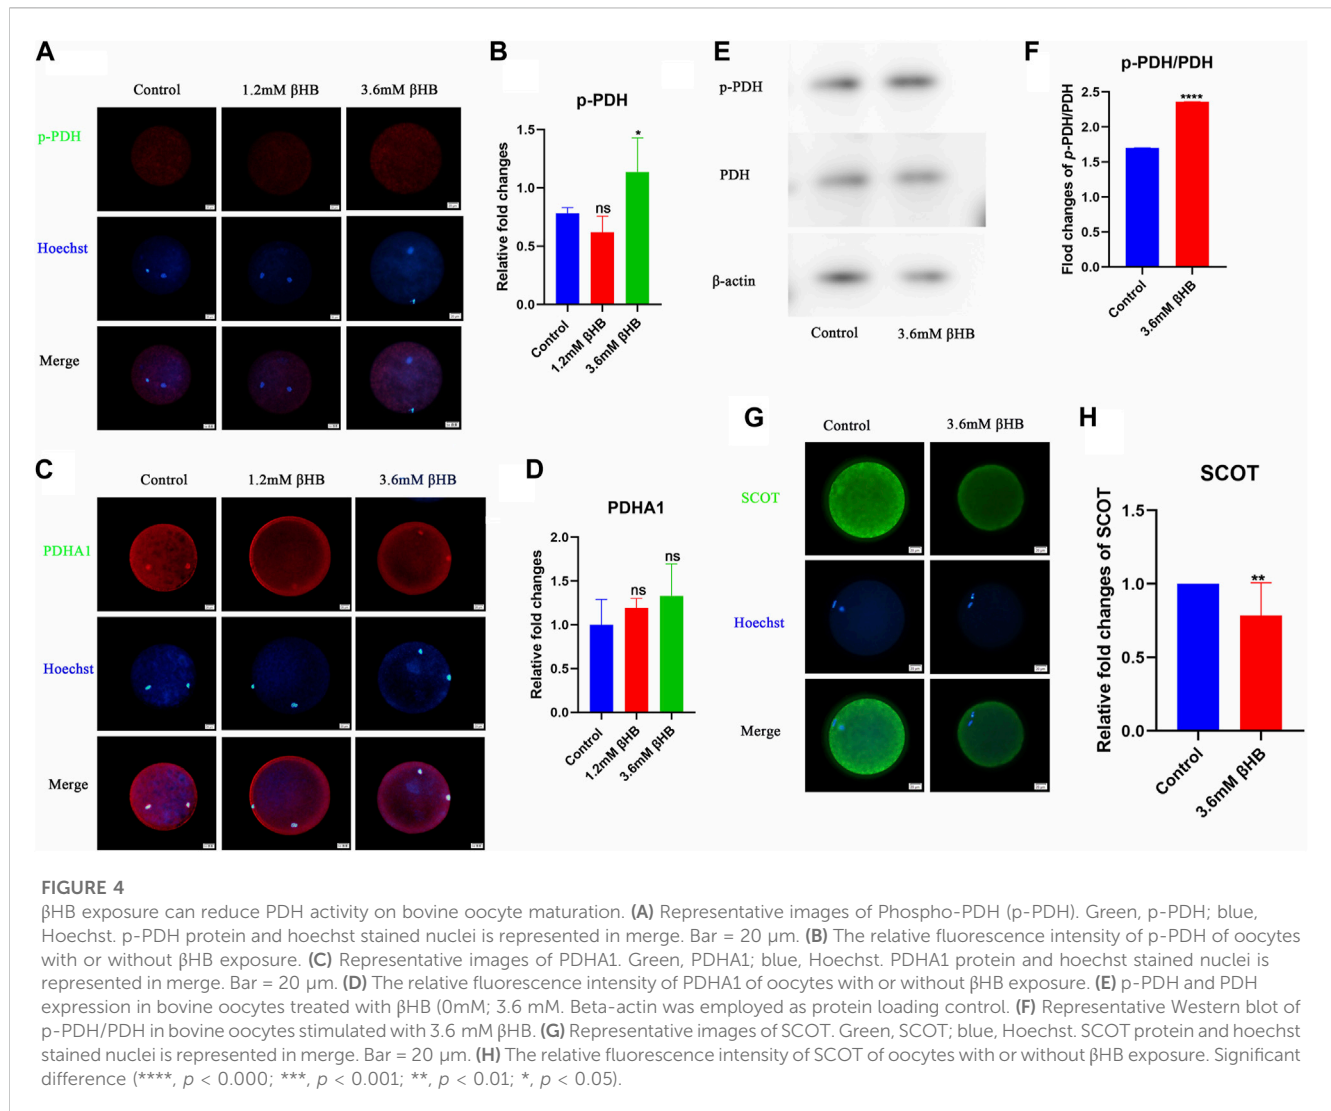 A
Control
1.2mM βHB
3.6mM βHB
p-PDH
Hoechst
Merge
B
p-PDH
Relative fold changes
1.5
1.0
0.5
0.0
ns
*
Control
1.2mM βHB
3.6mM βHB
E
p-PDH
PDH
β-actin
Control
3.6mM βHB
F
p-PDH/PDH
Flod changes of p-PDH/PDH
2.5
2.0
1.5
1.0
0.5
0.0
****
Control
3.6mM βHB
C
Control
1.2mM βHB
3.6mM βHB
PDHA1
Hoechst
Merge
D
PDHA1
Relative fold changes
2.0
1.5
1.0
0.5
0.0
ns
ns
Control
1.2mM βHB
3.6mM βHB
G
Control
3.6mM βHB
SCOT
Hoechst
Merge
H
SCOT
Relative fold changes of SCOT
1.5
1.0
0.5
0.0
**
Control
3.6mM βHB
FIGURE 4
βHB exposure can reduce PDH activity on bovine oocyte maturation. (A) Representative images of Phospho-PDH (p-PDH). Green, p-PDH; blue,
Hoechst. p-PDH protein and hoechst stained nuclei is represented in merge. Bar = 20 µm. (B) The relative fluorescence intensity of p-PDH of oocytes
with or without βHB exposure. (C) Representative images of PDHA1. Green, PDHA1; blue, Hoechst. PDHA1 protein and hoechst stained nuclei is
represented in merge. Bar = 20 µm. (D) The relative fluorescence intensity of PDHA1 of oocytes with or without βHB exposure. (E) p-PDH and PDH
expression in bovine oocytes treated with βHB (0mM; 3.6 mM. Beta-actin was employed as protein loading control. (F) Representative Western blot of
p-PDH/PDH in bovine oocytes stimulated with 3.6 mM βHB. (G) Representative images of SCOT. Green, SCOT; blue, Hoechst. SCOT protein and hoechst
stained nuclei is represented in merge. Bar = 20 µm. (H) The relative fluorescence intensity of SCOT of oocytes with or without βHB exposure. Significant
difference (****, p < 0.000; ***, p < 0.001; **, p < 0.01; *, p < 0.05).